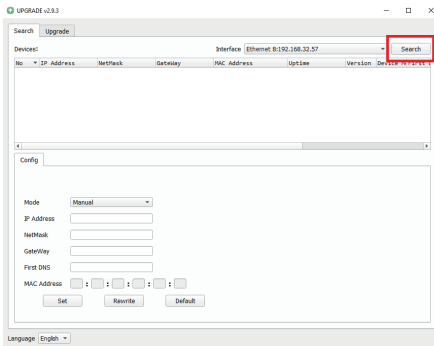 UPGRADE v2.9.3
Search Upgrade
Devices: Interface Ethernet 8:192.168.32.57 Search
No IP Address NetMask GateWay MAC Address Uptime Version Device First
Config
Mode Manual
IP Address
NetMask
GateWay
First DNS
MAC Address : : : : :
Set Rewrite Default
Language English